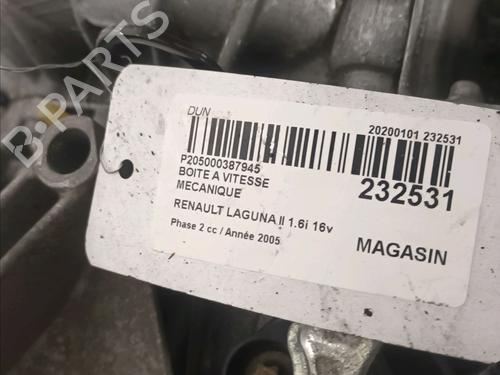 DUN
20200101 232531
P205000387945
BOITE A VITESSE
MECANIQUE
232531
RENAULT LAGUNA II 1.6i 16v
Phase 2 cc / Année 2005
MAGASIN
B-PARTS